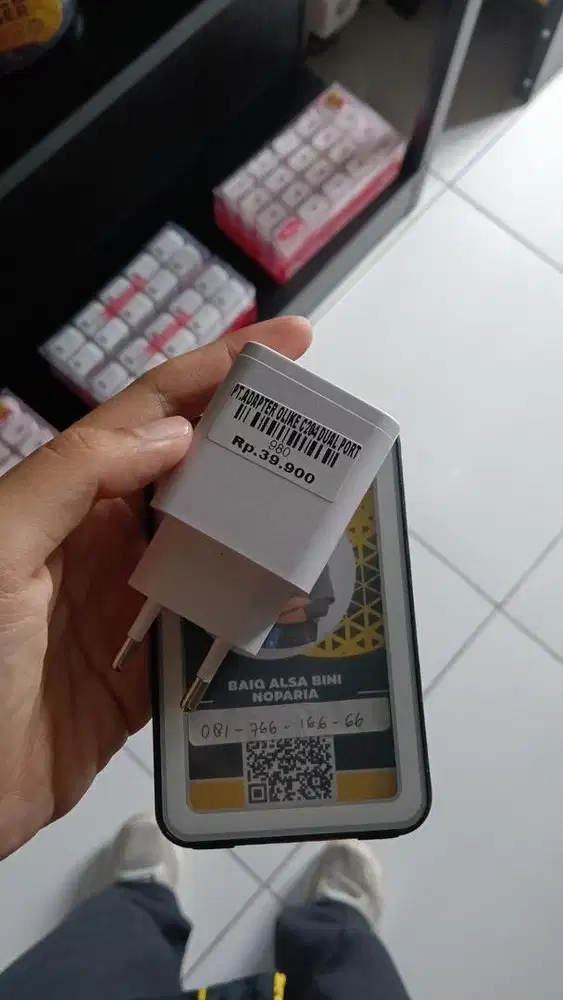 PT.ADAPTER OLIKE C204 DUAL PORT
980
Rp.39.900
BAIQ ALSA BINI
NOPARIA
081-766-166-66